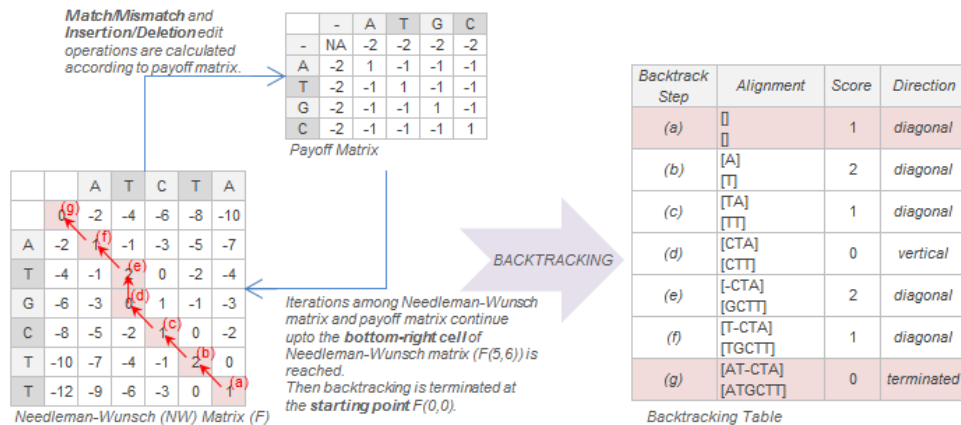 Match/Mismatch and
Insertion/Deletion edit
operations are calculated
according to payoff matrix.
- A T G C
- NA -2 -2 -2 -2
A -2 1 -1 -1 -1
T -2 -1 1 -1 -1
G -2 -1 -1 1 -1
C -2 -1 -1 -1 1
Payoff Matrix
A T C T A
0 (g) -2 -4 -6 -8 -10
A -2 1 (f) -1 -3 -5 -7
T -4 -1 2 (e) 0 -2 -4
G -6 -3 0 (d) 1 -1 -3
C -8 -5 -2 1 (c) 0 -2
T -10 -7 -4 -1 2 (b) 0
T -12 -9 -6 -3 0 1 (a)
Needleman-Wunsch (NW) Matrix (F)
Iterations among Needleman-Wunsch
matrix and payoff matrix continue
upto the bottom-right cell of
Needleman-Wunsch matrix (F(5,6)) is
reached.
Then backtracking is terminated at
the starting point F(0,0).
BACKTRACKING
Backtrack Step Alignment Score Direction
(a) [] 1 diagonal
[]
(b) [A] 2 diagonal
[T]
(c) [TA] 1 diagonal
[TT]
(d) [CTA] 0 vertical
[CTT]
(e) [-CTA] 2 diagonal
[GCTT]
(f) [T-CTA] 1 diagonal
[TGCTT]
(g) [AT-CTA] 0 terminated
[ATGCTT]
Backtracking Table